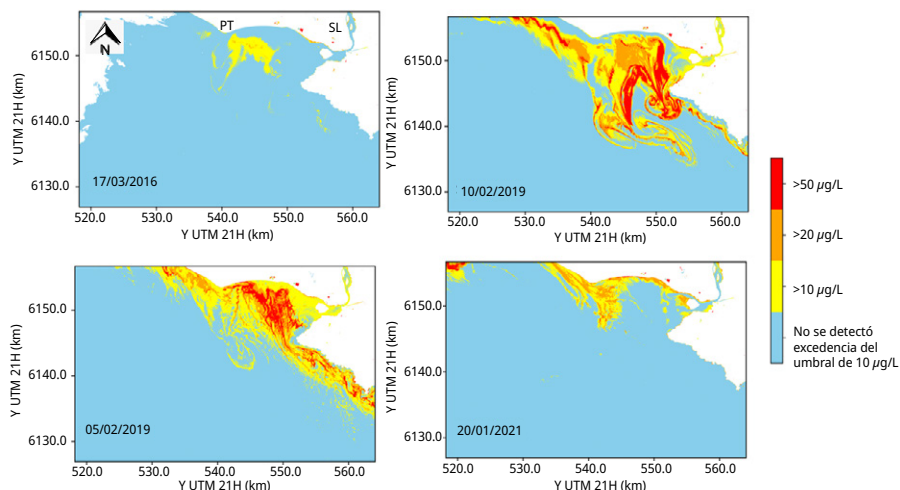 PT
SL
N
Y UTM 21H (km)
6150.0
6140.0
6130.0
17/03/2016
520.0
530.0
540.0
550.0
560.0
Y UTM 21H (km)
Y UTM 21H (km)
6150.0
6140.0
6130.0
10/02/2019
520.0
530.0
540.0
550.0
560.0
Y UTM 21H (km)
Y UTM 21H (km)
6150.0
6140.0
6130.0
05/02/2019
520.0
530.0
540.0
550.0
560.0
Y UTM 21H (km)
Y UTM 21H (km)
6150.0
6140.0
6130.0
20/01/2021
520.0
530.0
540.0
550.0
560.0
Y UTM 21H (km)
>50 µg/L
>20 µg/L
>10 µg/L
No se detectó
excedencia del
umbral de 10 µg/L